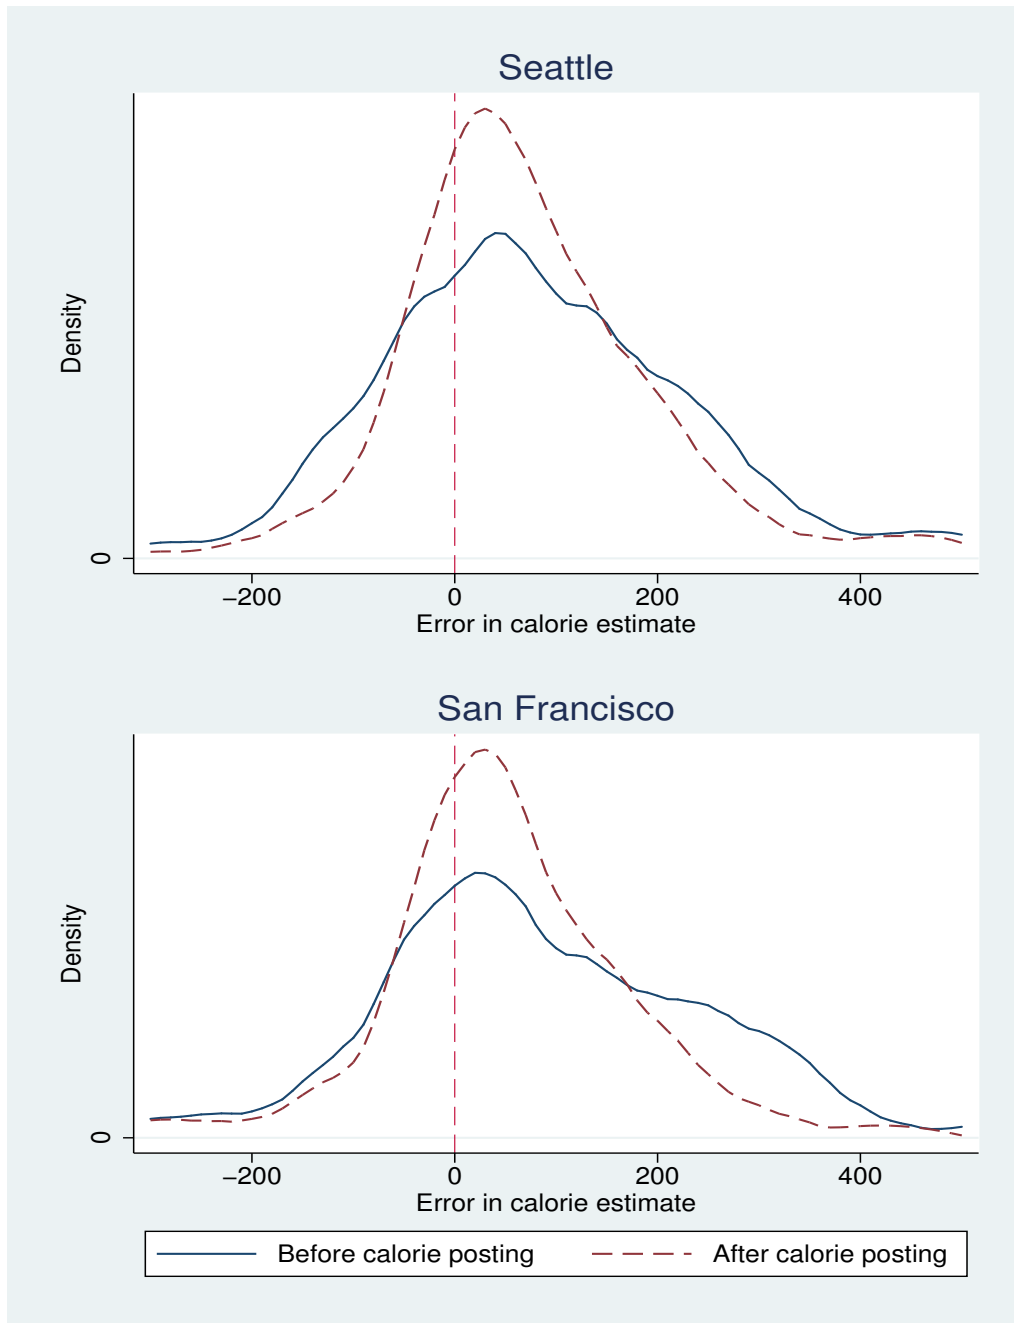 Seattle
Density
0
−200 0 200 400
Error in calorie estimate
San Francisco
Density
0
−200 0 200 400
Error in calorie estimate
Before calorie posting After calorie posting